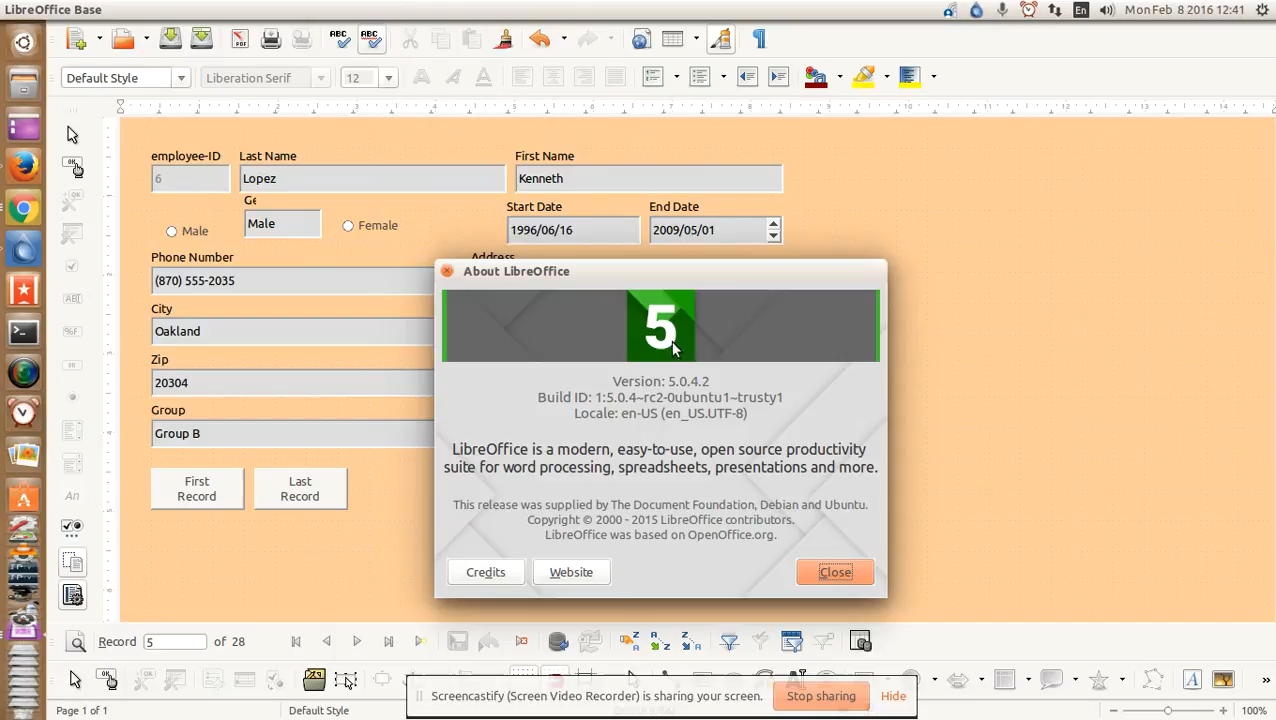 LibreOffice Base
En
Mon Feb 8 2016 12:41
Default Style
Liberation Serif
12
employee-ID
Last Name
First Name
6
Lopez
Kenneth
Ge
Start Date
End Date
Male
Male
Female
1996/06/16
2009/05/01
Phone Number
Address
(870) 555-2035
City
Oakland
Zip
20304
Group
Group B
First
Record
Last
Record
About LibreOffice
5
Version: 5.0.4.2
Build ID: 1:5.0.4~rc2-0ubuntu1~trusty1
Locale: en-US (en_US.UTF-8)
LibreOffice is a modern, easy-to-use, open source productivity
suite for word processing, spreadsheets, presentations and more.
This release was supplied by The Document Foundation, Debian and Ubuntu.
Copyright © 2000 - 2015 LibreOffice contributors.
LibreOffice was based on OpenOffice.org.
Credits
Website
Close
Record
5
of 28
Screencastify (Screen Video Recorder) is sharing your screen.
Stop sharing
Hide
Page 1 of 1
Default Style
100%